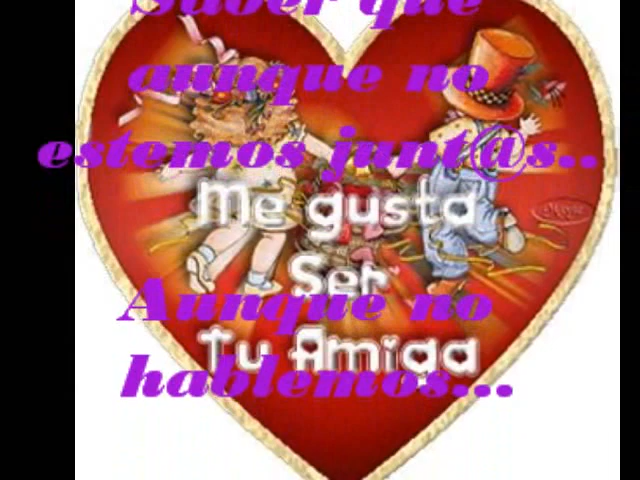 Saber que
aunque no
estemos junt@s..
Me gusta
Ser
Aunque no
Tu Amiga
hablemos...